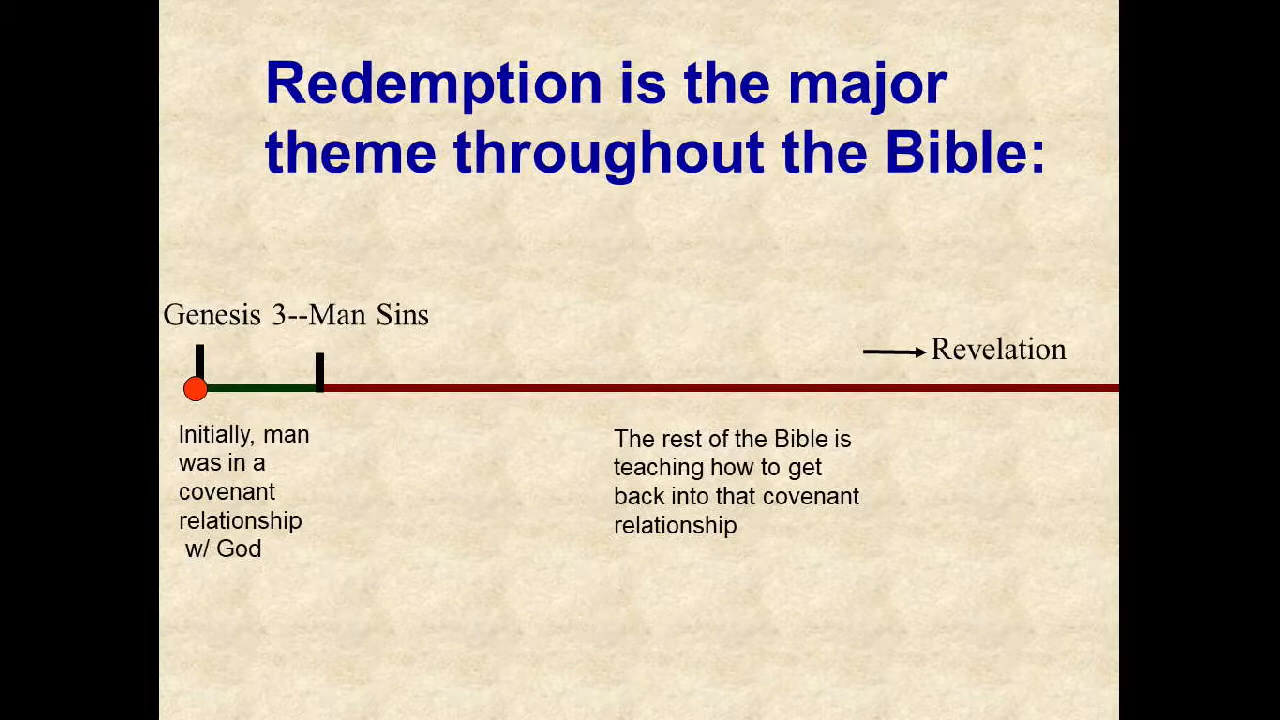 Redemption is the major
theme throughout the Bible:
Genesis 3--Man Sins
Revelation
Initially, man
was in a
covenant
relationship
w/ God
The rest of the Bible is
teaching how to get
back into that covenant
relationship